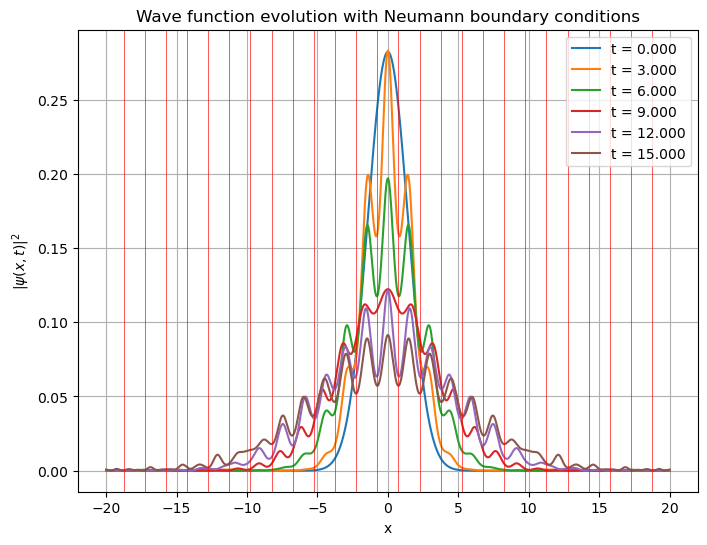 Wave function evolution with Neumann boundary conditions
t = 0.000
t = 3.000
t = 6.000
t = 9.000
t = 12.000
t = 15.000
|ψ(x, t)|²
0.25
0.20
0.15
0.10
0.05
0.00
−20 −15 −10 −5 0 5 10 15 20
x